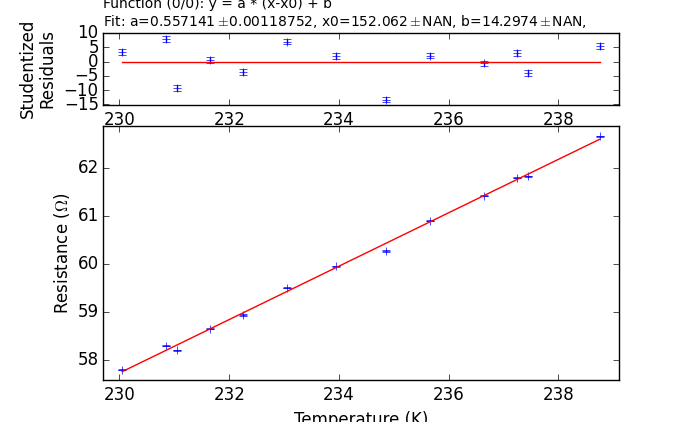 Function (0/0): y = a * (x-x0) + b
Fit: a=0.557141 ± 0.00118752, x0=152.062 ± NAN, b=14.2974 ± NAN,
Studentized
Residuals
10
5
0
−5
−10
−15
230 232 234 236 238
Resistance (Ω)
62
61
60
59
58
230 232 234 236 238
Temperature (K)